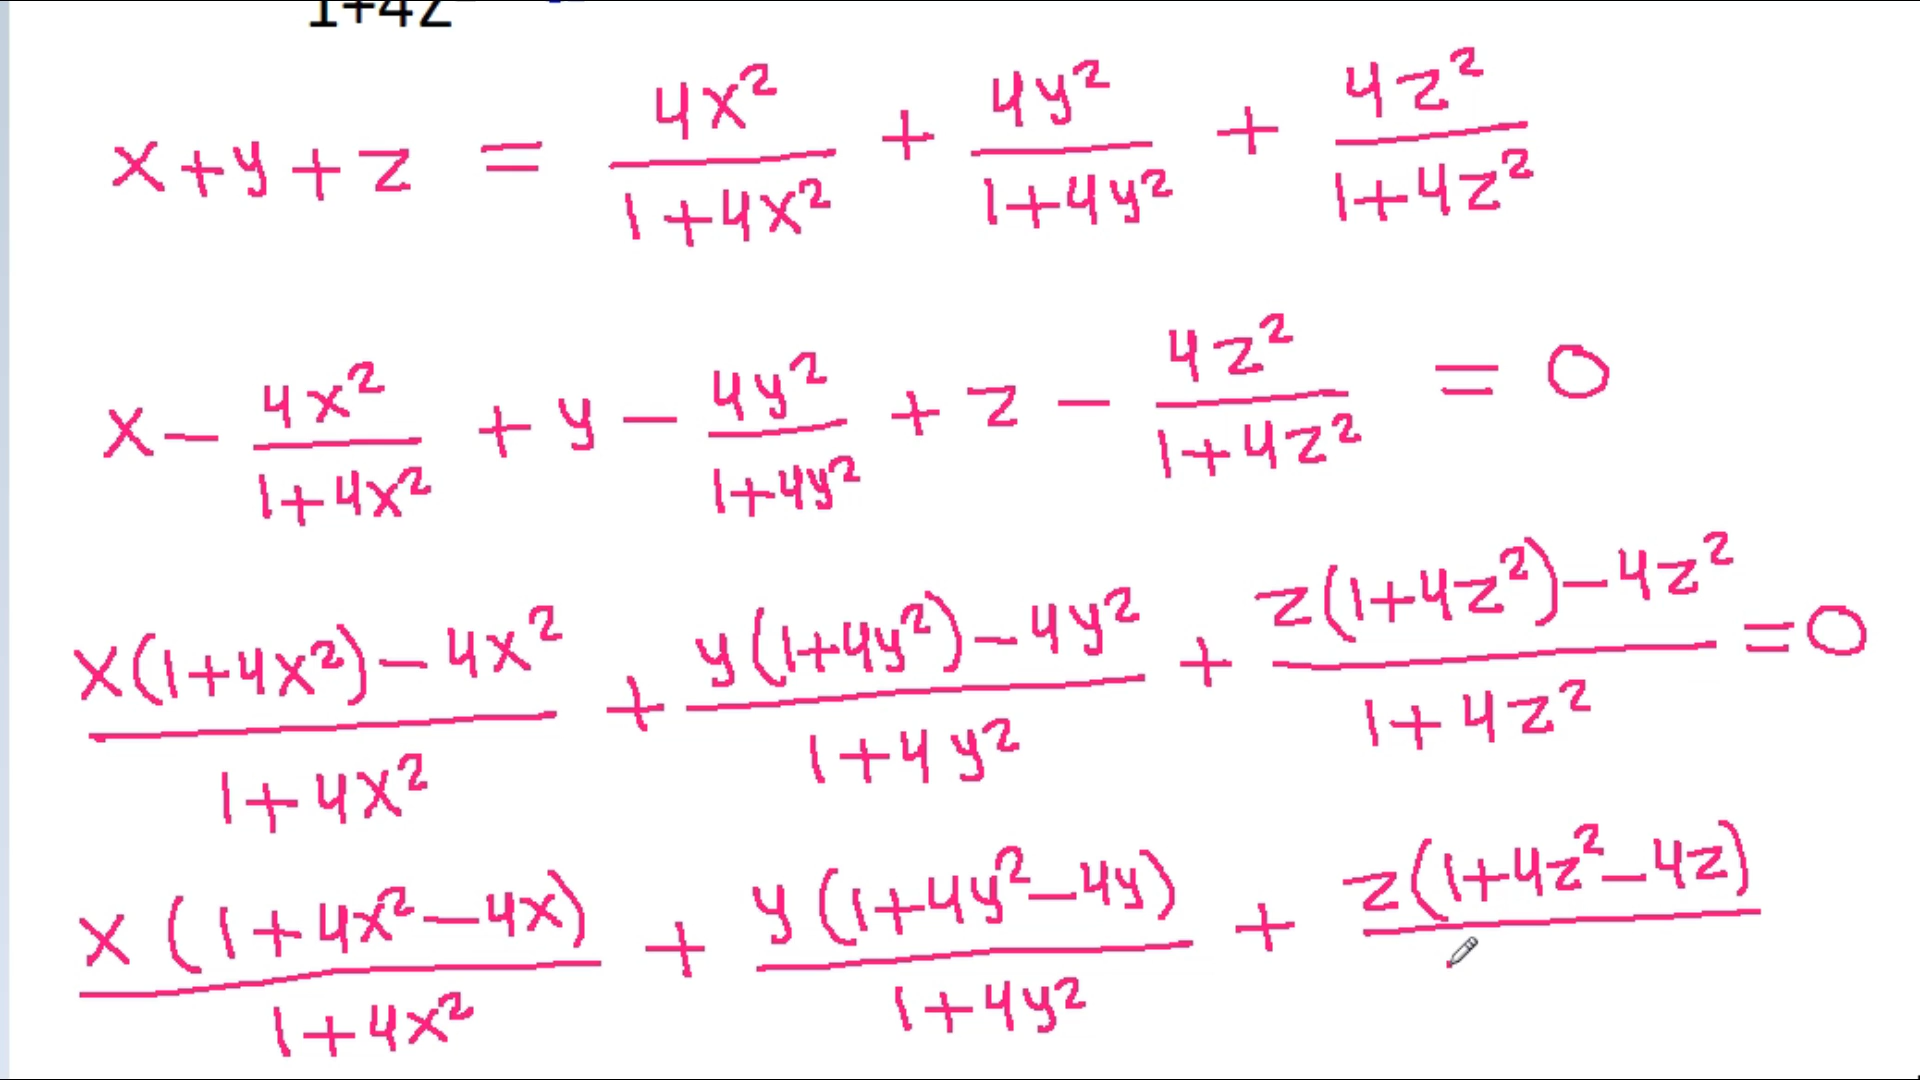 1+4z
x+y+z = 4x²/(1+4x²) + 4y²/(1+4y²) + 4z²/(1+4z²)
x - 4x²/(1+4x²) + y - 4y²/(1+4y²) + z - 4z²/(1+4z²) = 0
(x(1+4x²)-4x²)/(1+4x²) + (y(1+4y²)-4y²)/(1+4y²) + (z(1+4z²)-4z²)/(1+4z²) = 0
x(1+4x²-4x)/(1+4x²) + y(1+4y²-4y)/(1+4y²) + z(1+4z²-4z)/